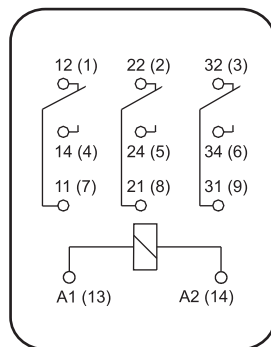 12 (1) 22 (2) 32 (3)
14 (4) 24 (5) 34 (6)
11 (7) 21 (8) 31 (9)
A1 (13) A2 (14)